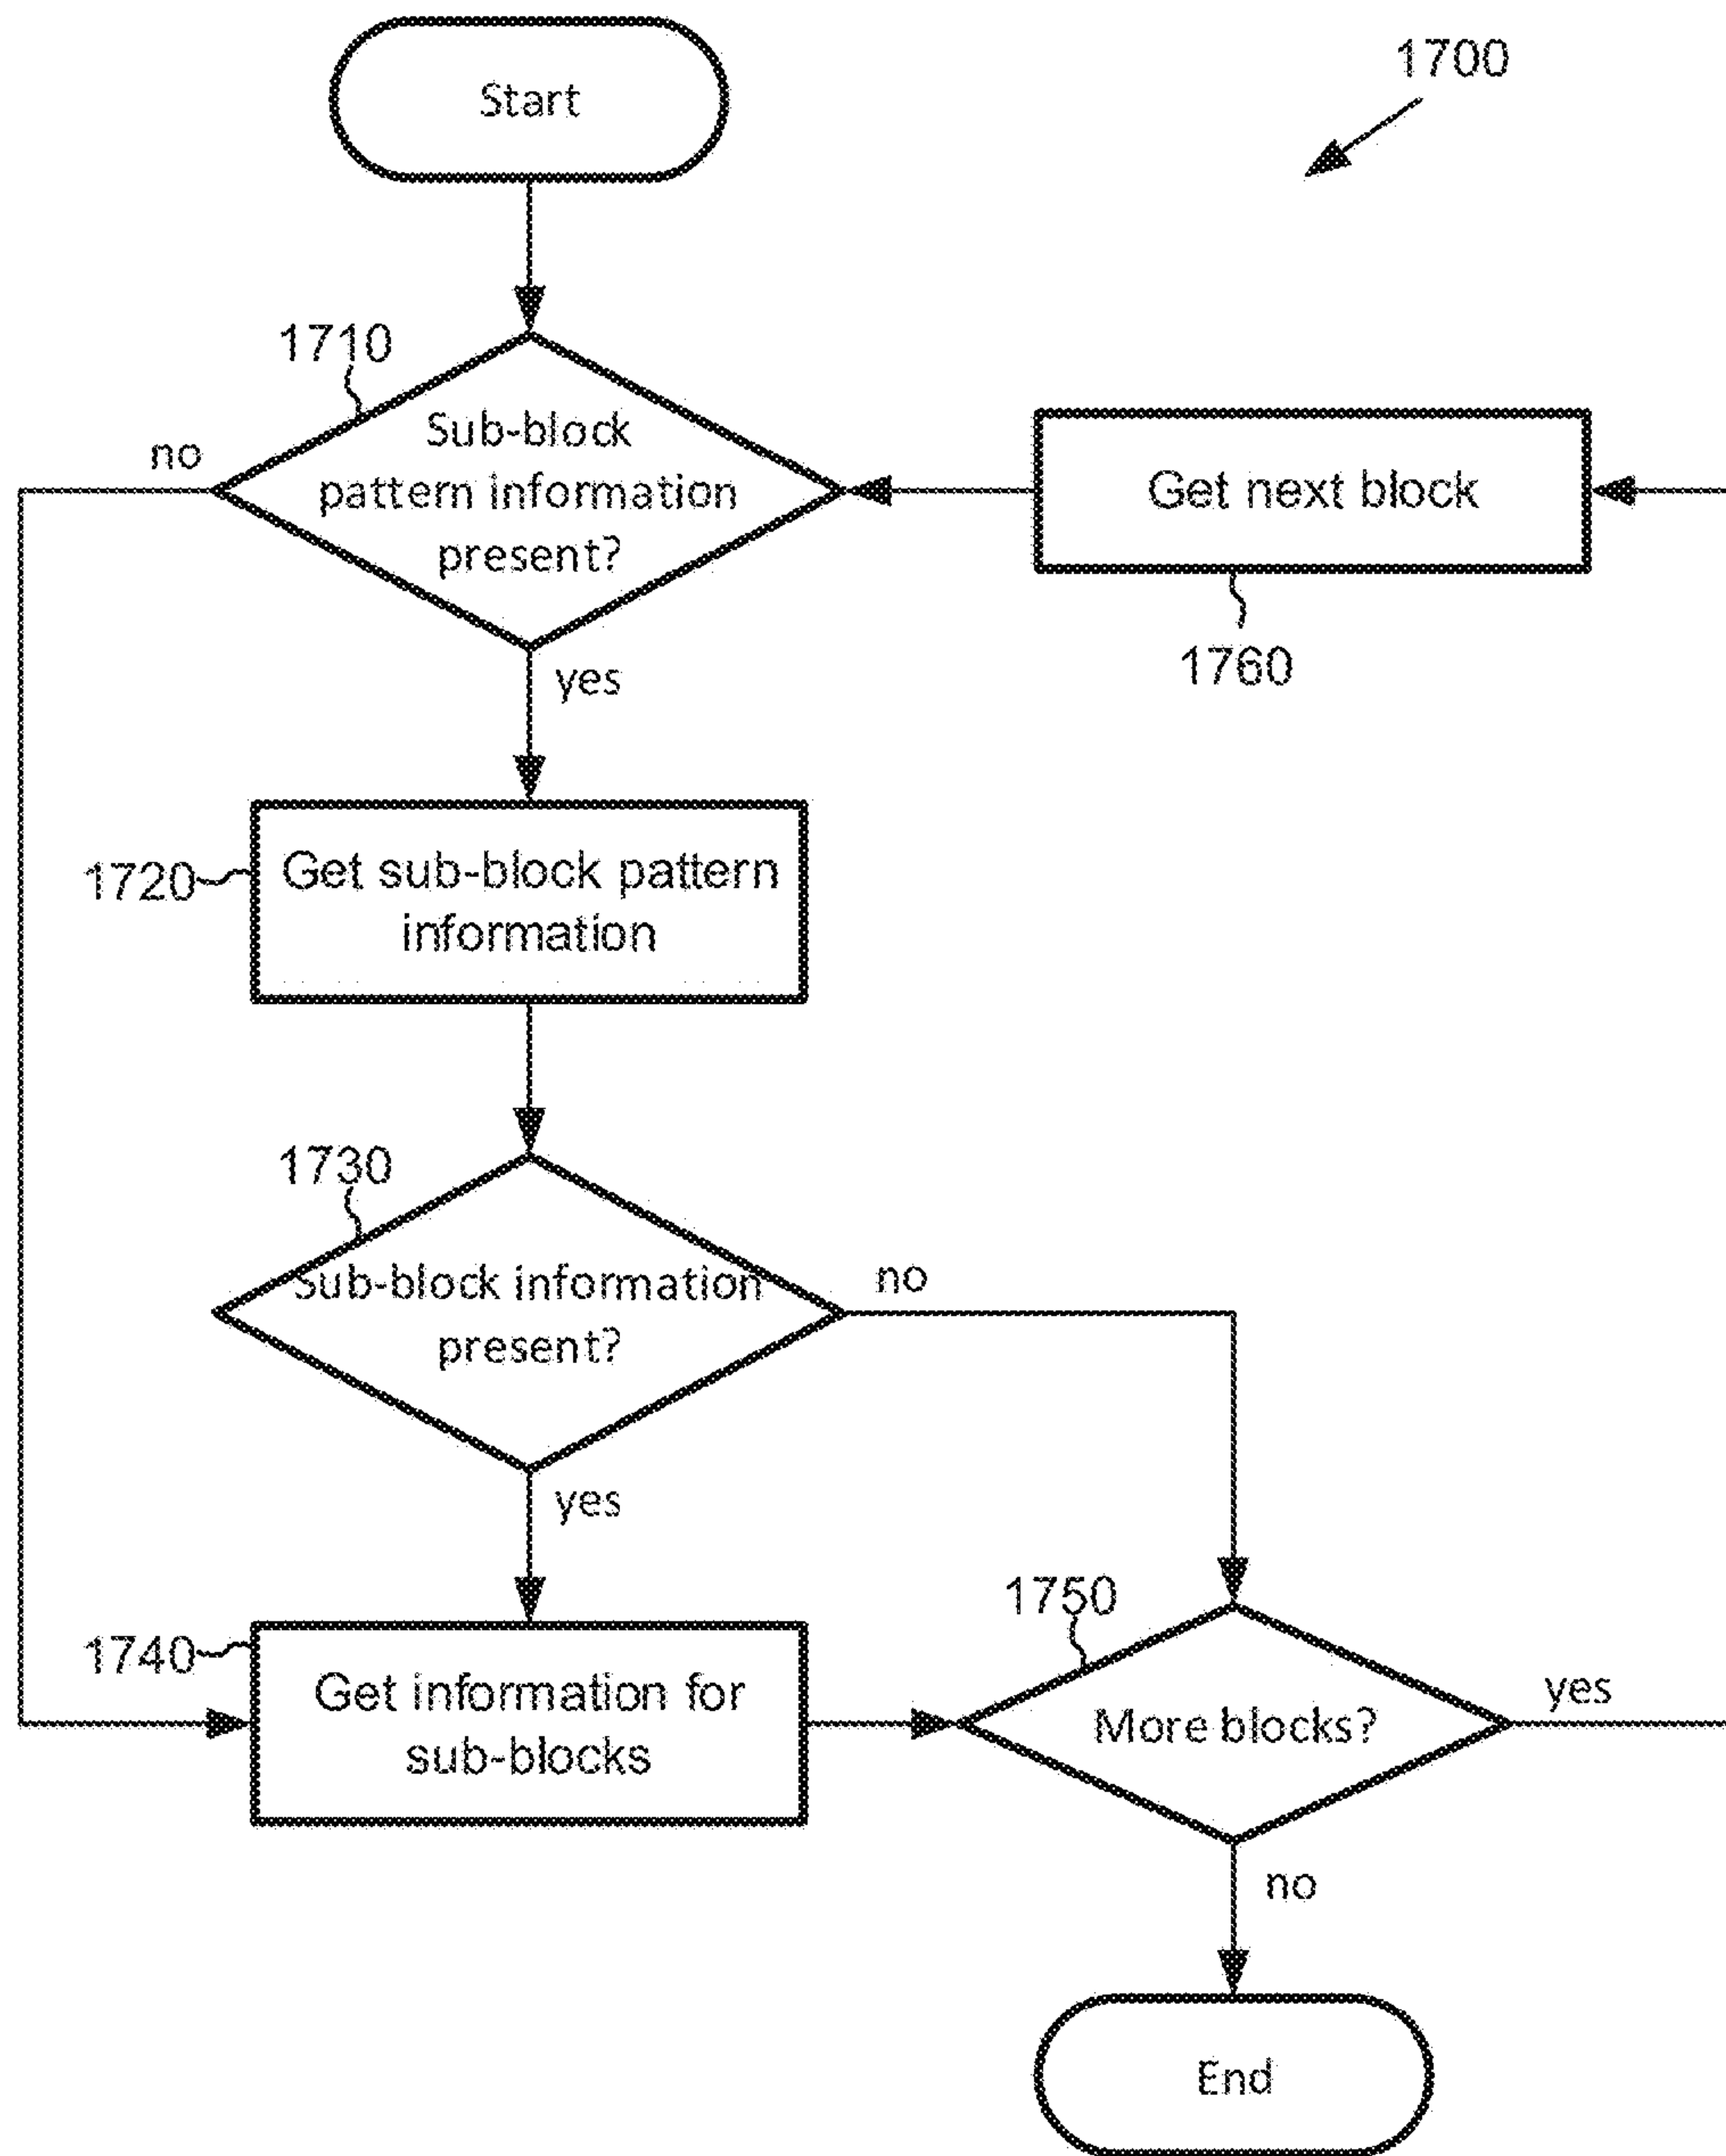 Start
1700
1710
Sub-block
pattern information
present?
no
yes
Get next block
1760
1720
Get sub-block pattern
information
1730
Sub-block information
present?
no
yes
1740
Get information for
sub-blocks
1750
More blocks?
yes
no
End